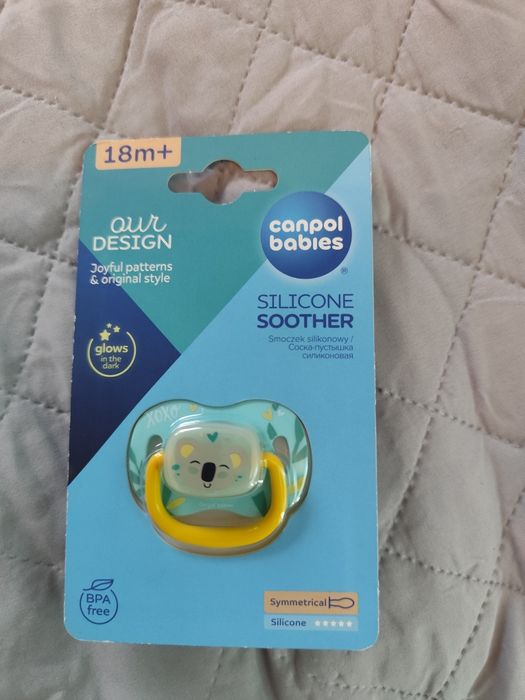 18m+
our
DESIGN
Joyful patterns
& original style
canpol
babies
®
SILICONE
SOOTHER
Smoczek silikonowy /
Соска-пустышка
силиконовая
glows
in the
dark
XOXO
BPA
free
Symmetrical
Silicone